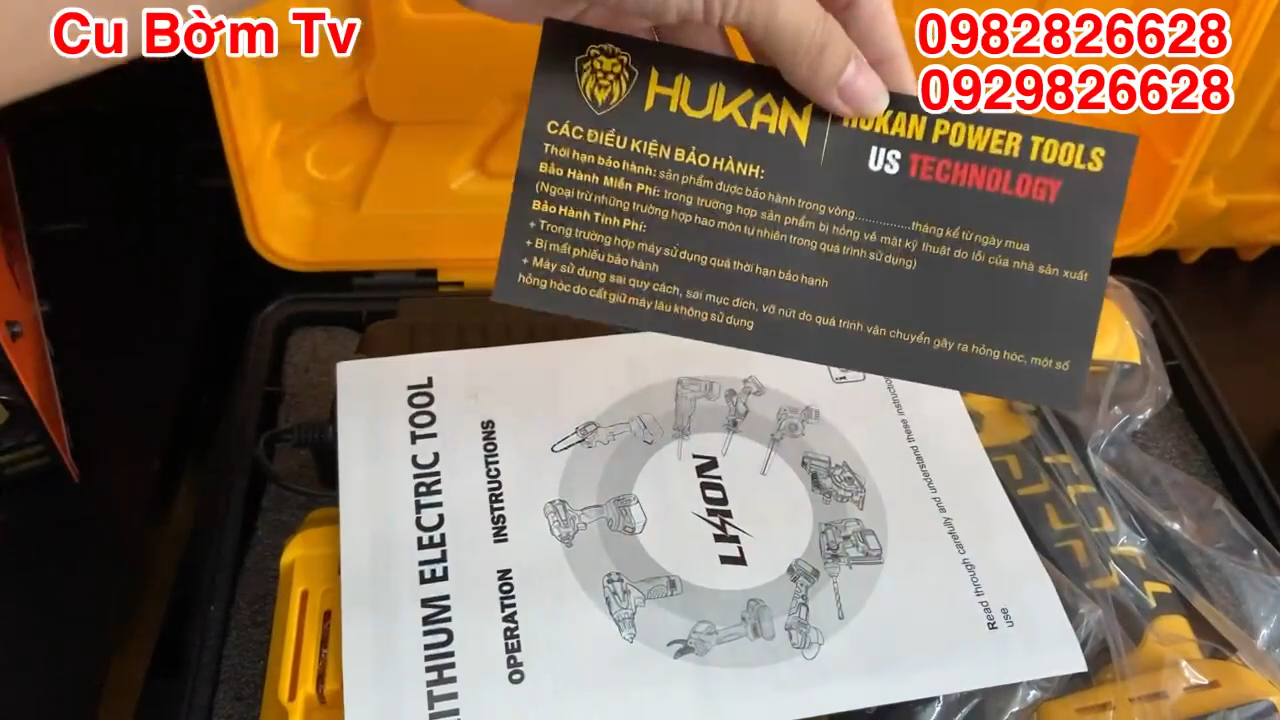 Cu Bờm Tv
0982826628
0929826628
HUKAN
HUKAN POWER TOOLS
US TECHNOLOGY
CÁC ĐIỀU KIỆN BẢO HÀNH:
Thời hạn bảo hành: sản phẩm được bảo hành trong vòng...............tháng kể từ ngày mua
Bảo Hành Miễn Phí: trong trường hợp sản phẩm bị hỏng về mặt kỹ thuật do lỗi của nhà sản xuất
(Ngoại trừ những trường hợp hao mòn tự nhiên trong quá trình sử dụng)
Bảo Hành Tính Phí:
+ Trong trường hợp máy sử dụng quá thời hạn bảo hạnh
+ Bị mất phiếu bảo hành
+ Máy sử dụng sai quy cách, sai mục đích, vỡ nứt do quá trình vận chuyển gây ra hỏng hóc, một số
hỏng hóc do cất giữ máy lâu không sử dụng
LITHIUM ELECTRIC TOOL
OPERATION INSTRUCTIONS
LI-ION
Read through carefully and understand these instructions
use